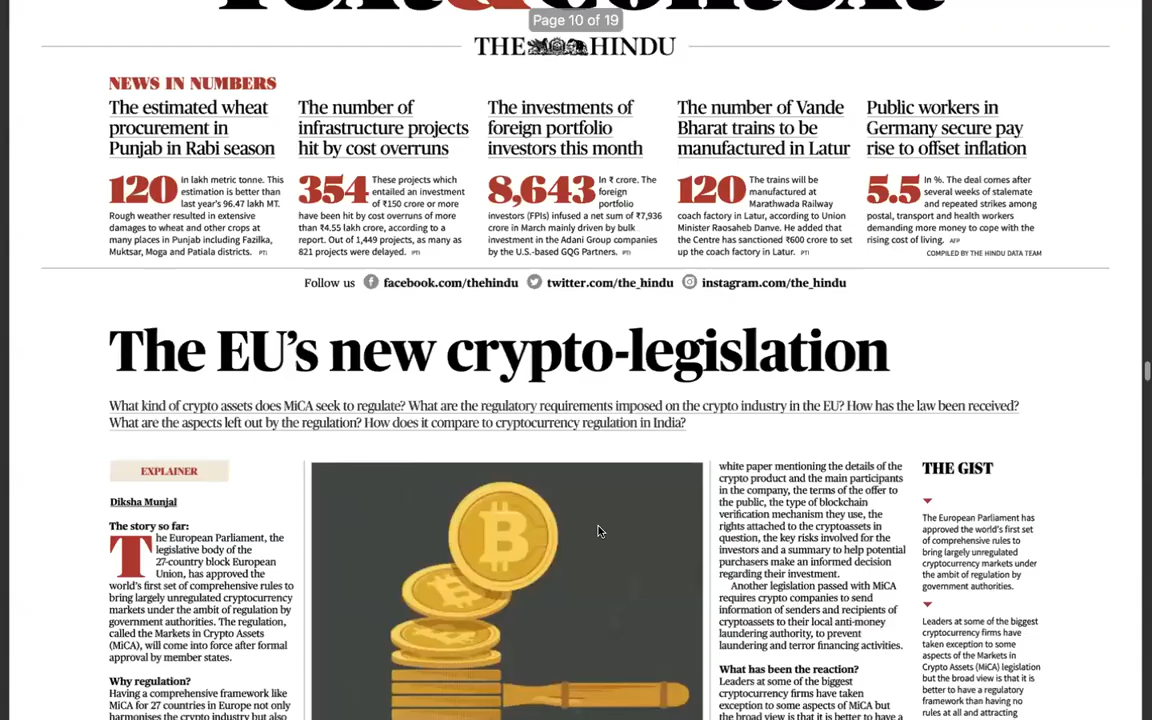 Text&Context
Page 10 of 19
THE HINDU
NEWS IN NUMBERS
The estimated wheat
procurement in
Punjab in Rabi season
120 in lakh metric tonne. This
estimation is better than
last year's 96.47 lakh MT.
Rough weather resulted in extensive
damages to wheat and other crops at
many places in Punjab including Fazilka,
Muktsar, Moga and Patiala districts. PTI
The number of
infrastructure projects
hit by cost overruns
354 These projects which
entailed an investment
of ₹150 crore or more
have been hit by cost overruns of more
than ₹4.55 lakh crore, according to a
report. Out of 1,449 projects, as many as
821 projects were delayed. PTI
The investments of
foreign portfolio
investors this month
8,643 In ₹ crore. The
foreign
portfolio
investors (FPIs) infused a net sum of ₹7,936
crore in March mainly driven by bulk
investment in the Adani Group companies
by the U.S.-based GQG Partners. PTI
The number of Vande
Bharat trains to be
manufactured in Latur
120 The trains will be
manufactured at
Marathwada Railway
coach factory in Latur, according to Union
Minister Raosaheb Danve. He added that
the Centre has sanctioned ₹600 crore to set
up the coach factory in Latur. PTI
Public workers in
Germany secure pay
rise to offset inflation
5.5 In %. The deal comes after
several weeks of stalemate
and repeated strikes among
postal, transport and health workers
demanding more money to cope with the
rising cost of living. AFP
COMPILED BY THE HINDU DATA TEAM
Follow us facebook.com/thehindu twitter.com/the_hindu instagram.com/the_hindu
The EU's new crypto-legislation
What kind of crypto assets does MiCA seek to regulate? What are the regulatory requirements imposed on the crypto industry in the EU? How has the law been received?
What are the aspects left out by the regulation? How does it compare to cryptocurrency regulation in India?
EXPLAINER
Diksha Munjal
The story so far:
The European Parliament, the
legislative body of the
27-country block European
Union, has approved the
world's first set of comprehensive rules to
bring largely unregulated cryptocurrency
markets under the ambit of regulation by
government authorities. The regulation,
called the Markets in Crypto Assets
(MiCA), will come into force after formal
approval by member states.
Why regulation?
Having a comprehensive framework like
MiCA for 27 countries in Europe not only
harmonises the crypto industry but also
white paper mentioning the details of the
crypto product and the main participants
in the company, the terms of the offer to
the public, the type of blockchain
verification mechanism they use, the
rights attached to the cryptoassets in
question, the key risks involved for the
investors and a summary to help potential
purchasers make an informed decision
regarding their investment.
Another legislation passed with MiCA
requires crypto companies to send
information of senders and recipients of
cryptoassets to their local anti-money
laundering authority, to prevent
laundering and terror financing activities.
What has been the reaction?
Leaders at some of the biggest
cryptocurrency firms have taken
exception to some aspects of MiCA but
the broad view is that it is better to have a
THE GIST
The European Parliament has
approved the world's first set
of comprehensive rules to
bring largely unregulated
cryptocurrency markets under
the ambit of regulation by
government authorities.
Leaders at some of the biggest
cryptocurrency firms have
taken exception to some
aspects of the Markets in
Crypto Assets (MiCA) legislation
but the broad view is that it is
better to have a regulatory
framework than having no
rules at all and attracting